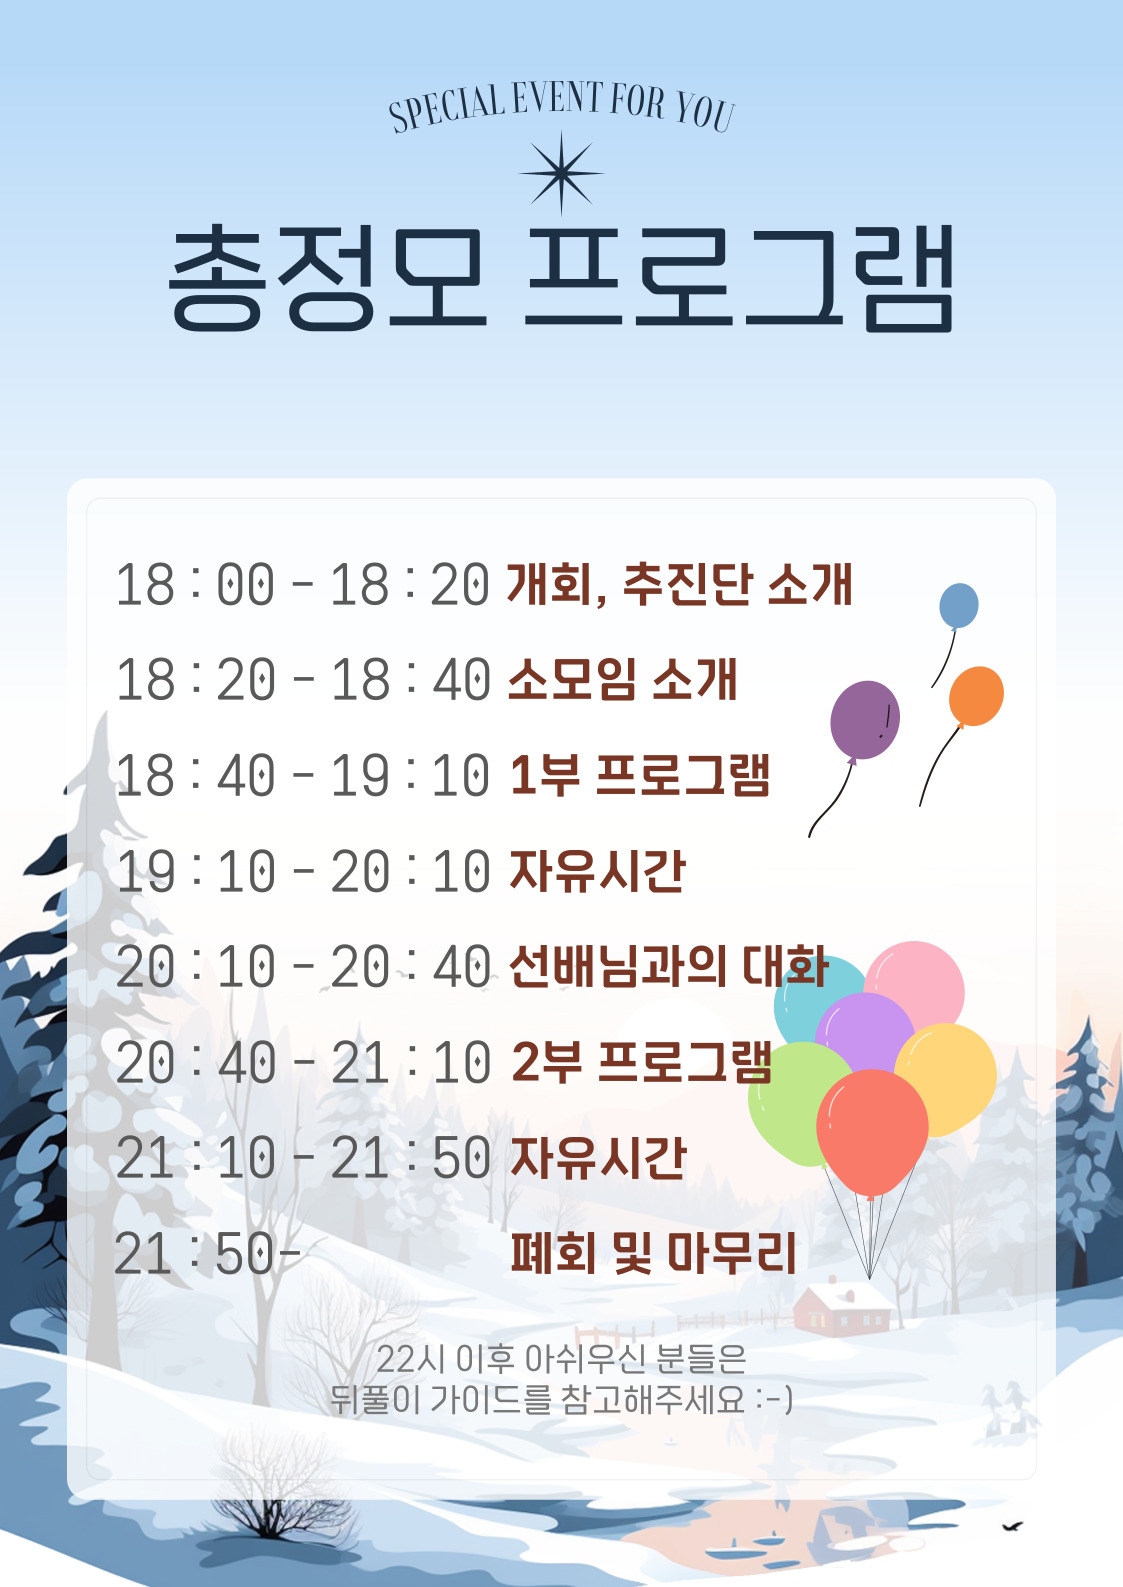 SPECIAL EVENT FOR YOU
총정모 프로그램
18:00 - 18:20 개회, 추진단 소개
18:20 - 18:40 소모임 소개
18:40 - 19:10 1부 프로그램
19:10 - 20:10 자유시간
20:10 - 20:40 선배님과의 대화
20:40 - 21:10 2부 프로그램
21:10 - 21:50 자유시간
21:50- 폐회 및 마무리
22시 이후 아쉬우신 분들은
뒤풀이 가이드를 참고해주세요 :-)